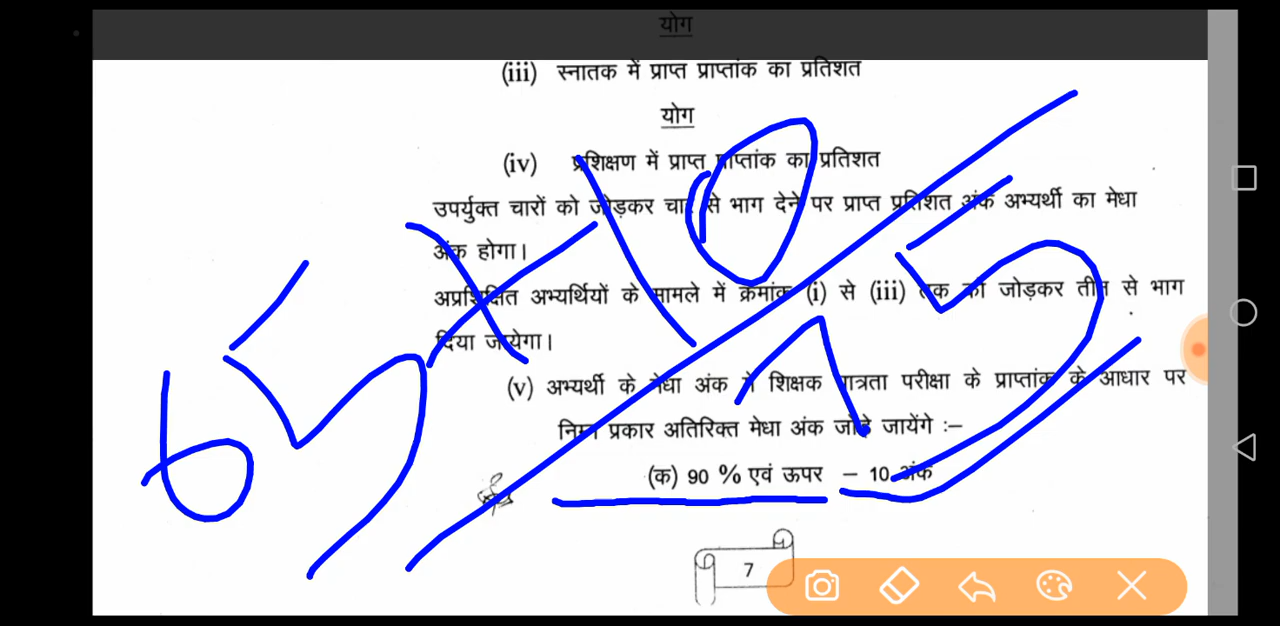 योग
(iii) स्नातक में प्राप्त प्राप्तांक का प्रतिशत
योग
(iv) प्रशिक्षण में प्राप्त प्राप्तांक का प्रतिशत
उपर्युक्त चारों को जोड़कर चार से भाग देने पर प्राप्त प्रतिशत अंक अभ्यर्थी का मेधा
अंक होगा।
अप्रशिक्षित अभ्यर्थियों के मामले में क्रमांक (i) से (iii) तक को जोड़कर तीन से भाग
दिया जायेगा।
(v) अभ्यर्थी के मेधा अंक में शिक्षक पात्रता परीक्षा के प्राप्तांक के आधार पर
निम्न प्रकार अतिरिक्त मेधा अंक जोड़े जायेंगे :–
(क) 90 % एवं ऊपर – 10 अंक
7
65 x 10